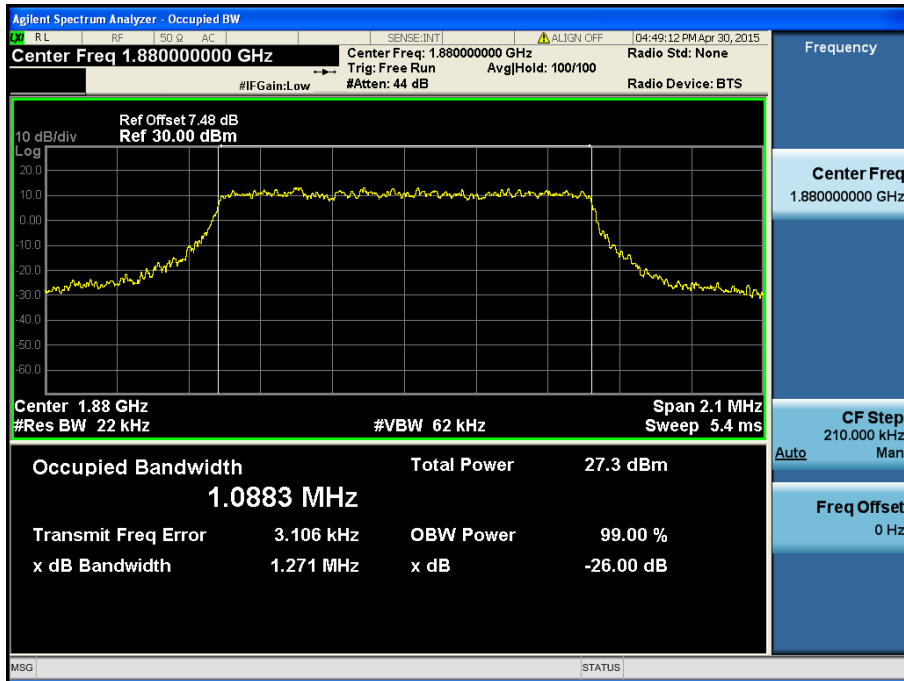 Agilent Spectrum Analyzer - Occupied BW
LXI RL RF 50 Ω AC SENSE:INT ALIGN OFF 04:49:12 PM Apr 30, 2015
Center Freq 1.880000000 GHz
Center Freq: 1.880000000 GHz
Radio Std: None
Trig: Free Run Avg|Hold: 100/100
#IFGain:Low
#Atten: 44 dB
Radio Device: BTS
Ref Offset 7.48 dB
10 dB/div Ref 30.00 dBm
Log
20.0
10.0
0.00
-10.0
-20.0
-30.0
-40.0
-50.0
-60.0
Center 1.88 GHz Span 2.1 MHz
#Res BW 22 kHz #VBW 62 kHz Sweep 5.4 ms
Occupied Bandwidth Total Power 27.3 dBm
1.0883 MHz
Transmit Freq Error 3.106 kHz OBW Power 99.00 %
x dB Bandwidth 1.271 MHz x dB -26.00 dB
MSG STATUS
Frequency
Center Freq
1.880000000 GHz
CF Step
210.000 kHz
Auto Man
Freq Offset
0 Hz